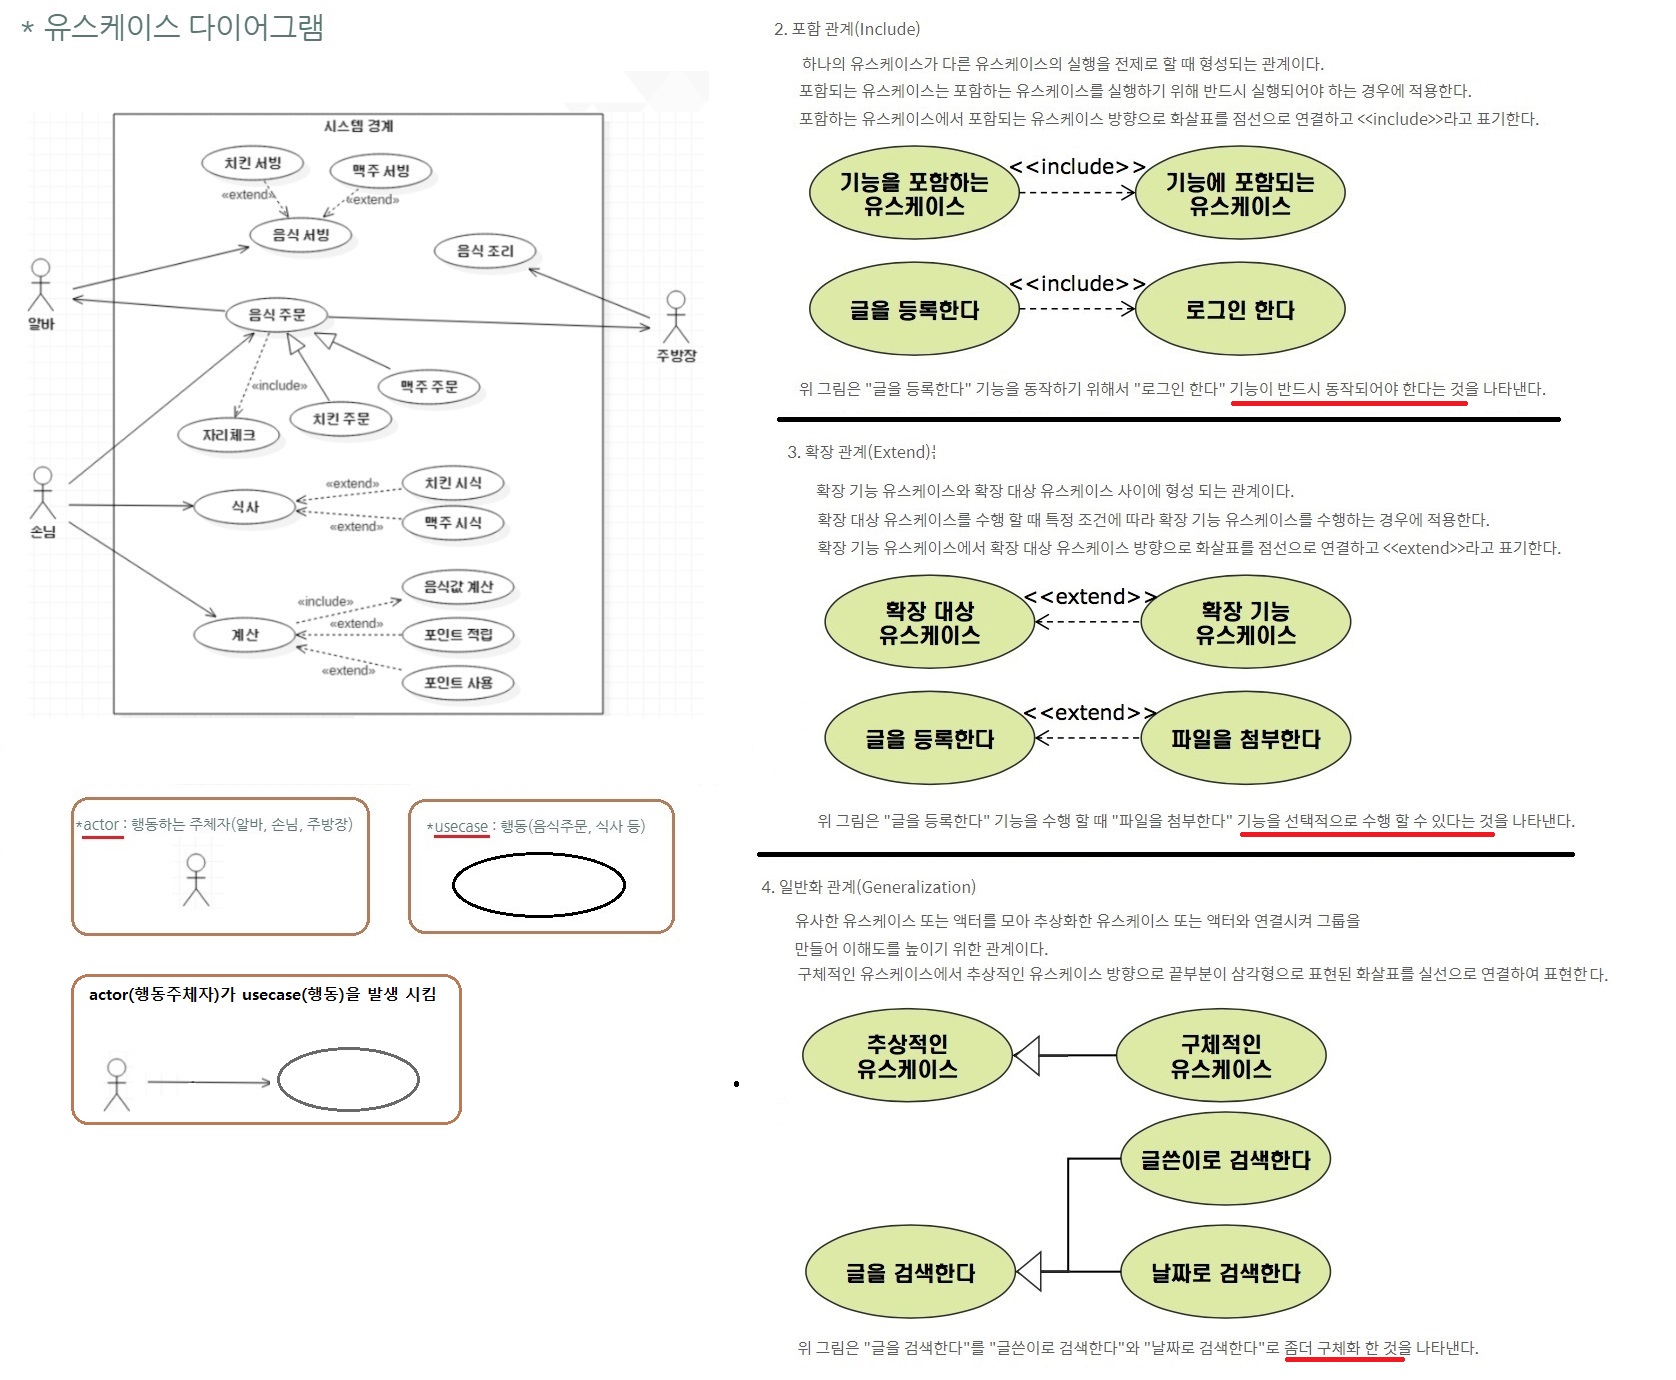 * 유스케이스 다이어그램
시스템 경계
치킨 서빙
맥주 서빙
«extend»
«extend»
음식 서빙
음식 조리
알바
음식 주문
주방장
«include»
맥주 주문
치킨 주문
자리체크
손님
식사
«extend»
치킨 시식
맥주 시식
«extend»
음식값 계산
«include»
«extend»
계산
포인트 적립
«extend»
포인트 사용
*actor : 행동하는 주체자(알바, 손님, 주방장)
*usecase : 행동(음식주문, 식사 등)
actor(행동주체자)가 usecase(행동)을 발생 시킴
2. 포함 관계(Include)
하나의 유스케이스가 다른 유스케이스의 실행을 전제로 할 때 형성되는 관계이다.
포함되는 유스케이스는 포함하는 유스케이스를 실행하기 위해 반드시 실행되어야 하는 경우에 적용한다.
포함하는 유스케이스에서 포함되는 유스케이스 방향으로 화살표를 점선으로 연결하고 <<include>>라고 표기한다.
<<include>>
기능을 포함하는
유스케이스
기능에 포함되는
유스케이스
<<include>>
글을 등록한다
로그인 한다
위 그림은 "글을 등록한다" 기능을 동작하기 위해서 "로그인 한다" 기능이 반드시 동작되어야 한다는 것을 나타낸다.
3. 확장 관계(Extend)
확장 기능 유스케이스와 확장 대상 유스케이스 사이에 형성 되는 관계이다.
확장 대상 유스케이스를 수행 할 때 특정 조건에 따라 확장 기능 유스케이스를 수행하는 경우에 적용한다.
확장 기능 유스케이스에서 확장 대상 유스케이스 방향으로 화살표를 점선으로 연결하고 <<extend>>라고 표기한다.
<<extend>>
확장 대상
유스케이스
확장 기능
유스케이스
<<extend>>
글을 등록한다
파일을 첨부한다
위 그림은 "글을 등록한다" 기능을 수행 할 때 "파일을 첨부한다" 기능을 선택적으로 수행 할 수 있다는 것을 나타낸다.
4. 일반화 관계(Generalization)
유사한 유스케이스 또는 액터를 모아 추상화한 유스케이스 또는 액터와 연결시켜 그룹을
만들어 이해도를 높이기 위한 관계이다.
구체적인 유스케이스에서 추상적인 유스케이스 방향으로 끝부분이 삼각형으로 표현된 화살표를 실선으로 연결하여 표현한다.
추상적인
유스케이스
구체적인
유스케이스
글쓴이로 검색한다
글을 검색한다
날짜로 검색한다
위 그림은 "글을 검색한다"를 "글쓴이로 검색한다"와 "날짜로 검색한다"로 좀더 구체화 한 것을 나타낸다.